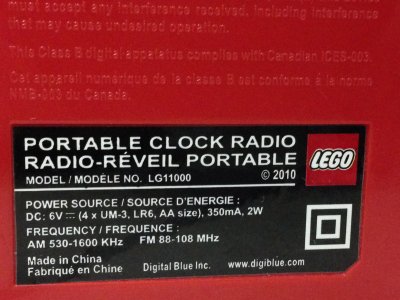 must accept any interference received, including interference
that may cause undesired operation.
This Class B digital apparatus complies with Canadian ICES-003.
Cet appareil numérique de la classe B est conforme à la norme
NMB-003 du Canada.
PORTABLE CLOCK RADIO
RADIO-RÉVEIL PORTABLE
MODEL / MODÈLE NO. LG11000
© 2010
LEGO
POWER SOURCE / SOURCE D'ÉNERGIE :
DC: 6V ⎓ (4 x UM-3, LR6, AA size), 350mA, 2W
FREQUENCY / FREQUENCY :
AM 530-1600 KHz FM 88-108 MHz
Made in China
Fabriqué en Chine
Digital Blue Inc. www.digiblue.com